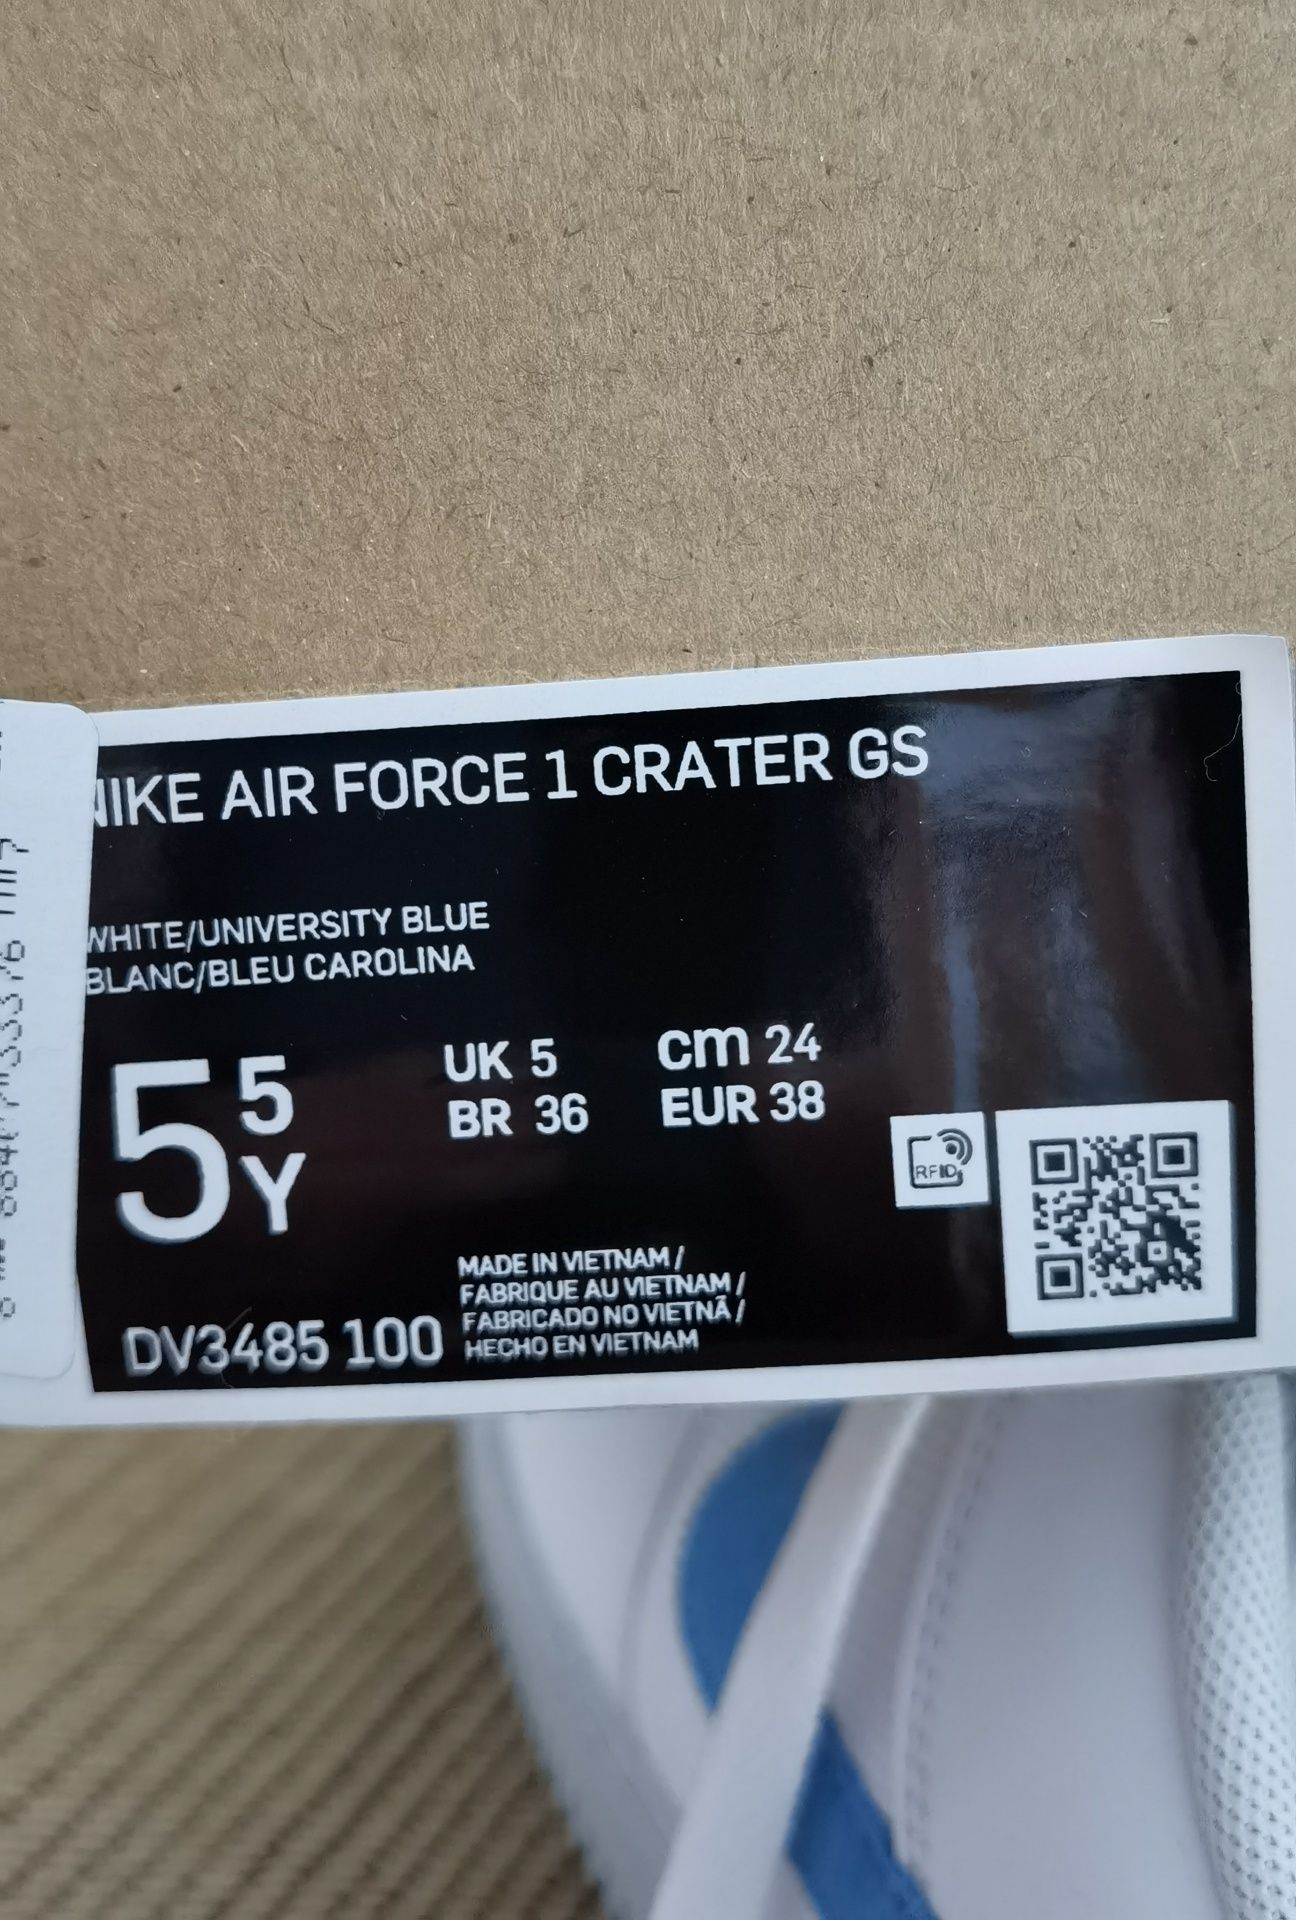 NIKE AIR FORCE 1 CRATER GS
WHITE/UNIVERSITY BLUE
BLANC/BLEU CAROLINA
5 5 Y
UK 5
BR 36
cm 24
EUR 38
RFID
MADE IN VIETNAM /
FABRIQUE AU VIETNAM /
FABRICADO NO VIETNÃ /
HECHO EN VIETNAM
DV3485 100